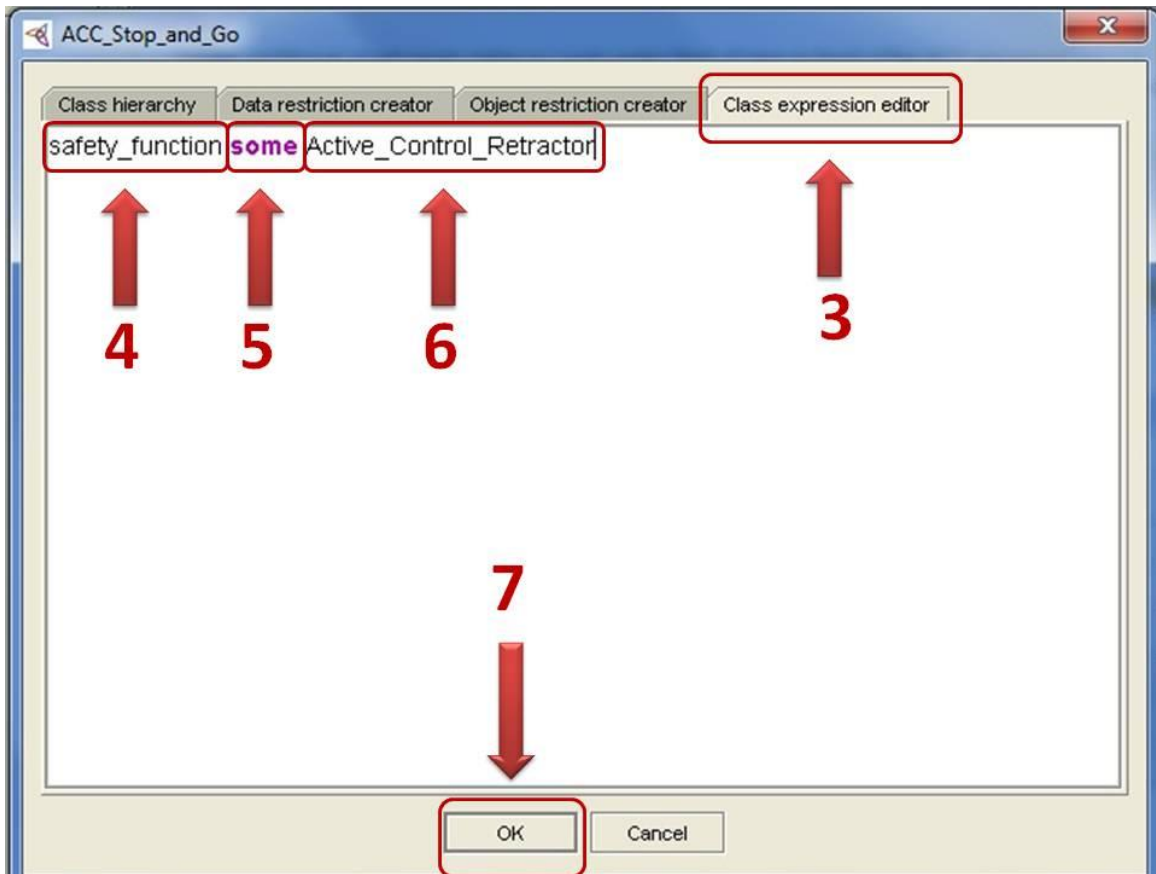 ACC_Stop_and_Go
Class hierarchy Data restriction creator Object restriction creator Class expression editor
safety_function some Active_Control_Retractor
4 5 6 3
7
OK Cancel